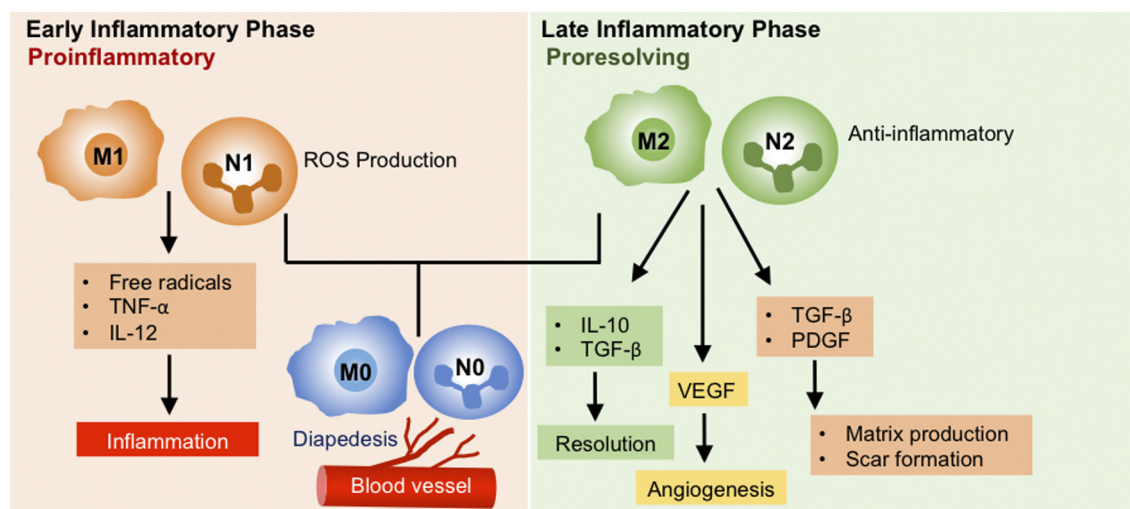 Early Inflammatory Phase
Proinflammatory
M1
N1
ROS Production
• Free radicals
• TNF-α
• IL-12
Inflammation
M0
N0
Diapedesis
Blood vessel
Late Inflammatory Phase
Proresolving
M2
N2
Anti-inflammatory
• IL-10
• TGF-β
Resolution
VEGF
Angiogenesis
• TGF-β
• PDGF
• Matrix production
• Scar formation